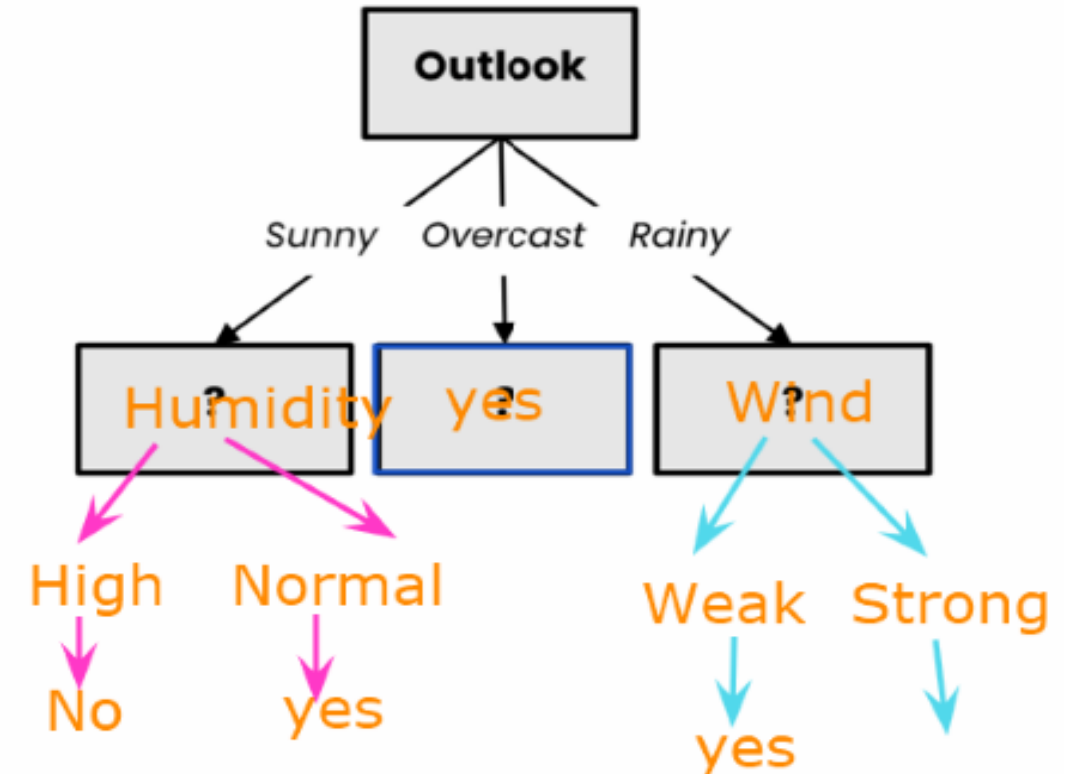 Outlook
Sunny Overcast Rainy
? ? ?
Humidity yes Wind
High Normal Weak Strong
No yes yes